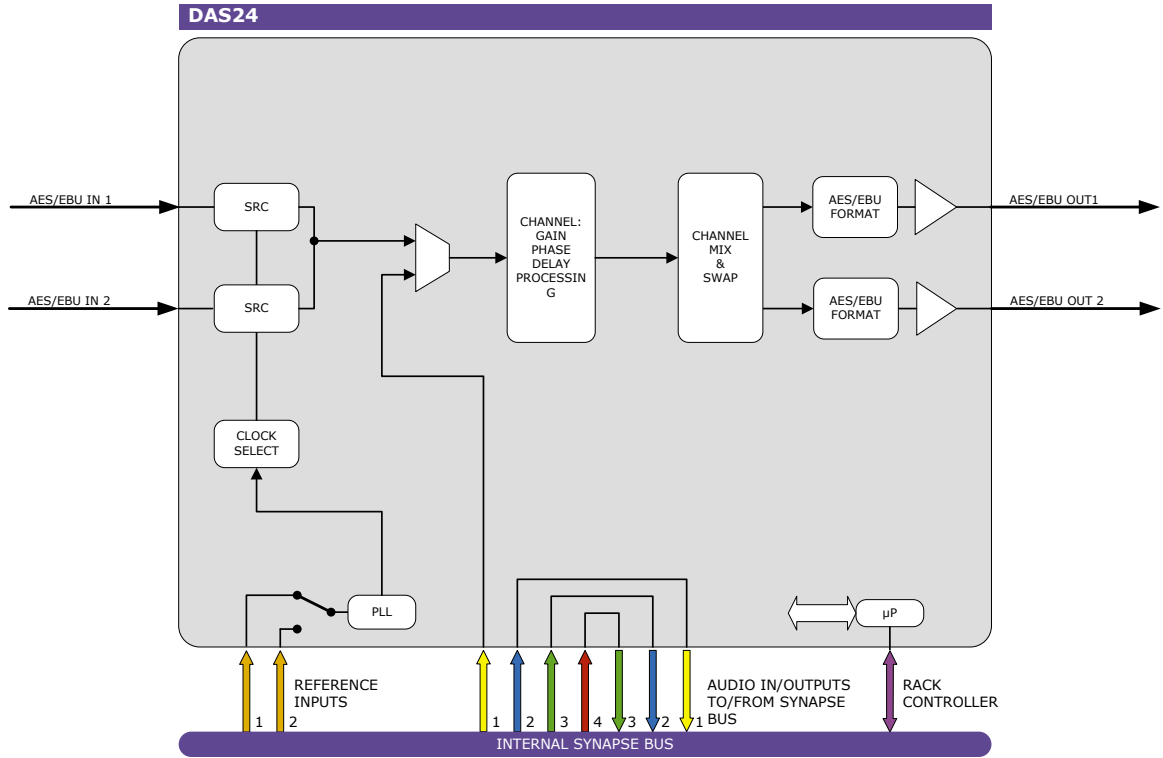 DAS24
AES/EBU IN 1
SRC
CHANNEL:
GAIN
PHASE
DELAY
PROCESSIN
G
CHANNEL
MIX
&
SWAP
AES/EBU
FORMAT
AES/EBU OUT1
AES/EBU IN 2
SRC
AES/EBU
FORMAT
AES/EBU OUT 2
CLOCK
SELECT
PLL
µP
REFERENCE
INPUTS
1
2
1
2
3
4
3
2
1
AUDIO IN/OUTPUTS
TO/FROM SYNAPSE
BUS
RACK
CONTROLLER
INTERNAL SYNAPSE BUS